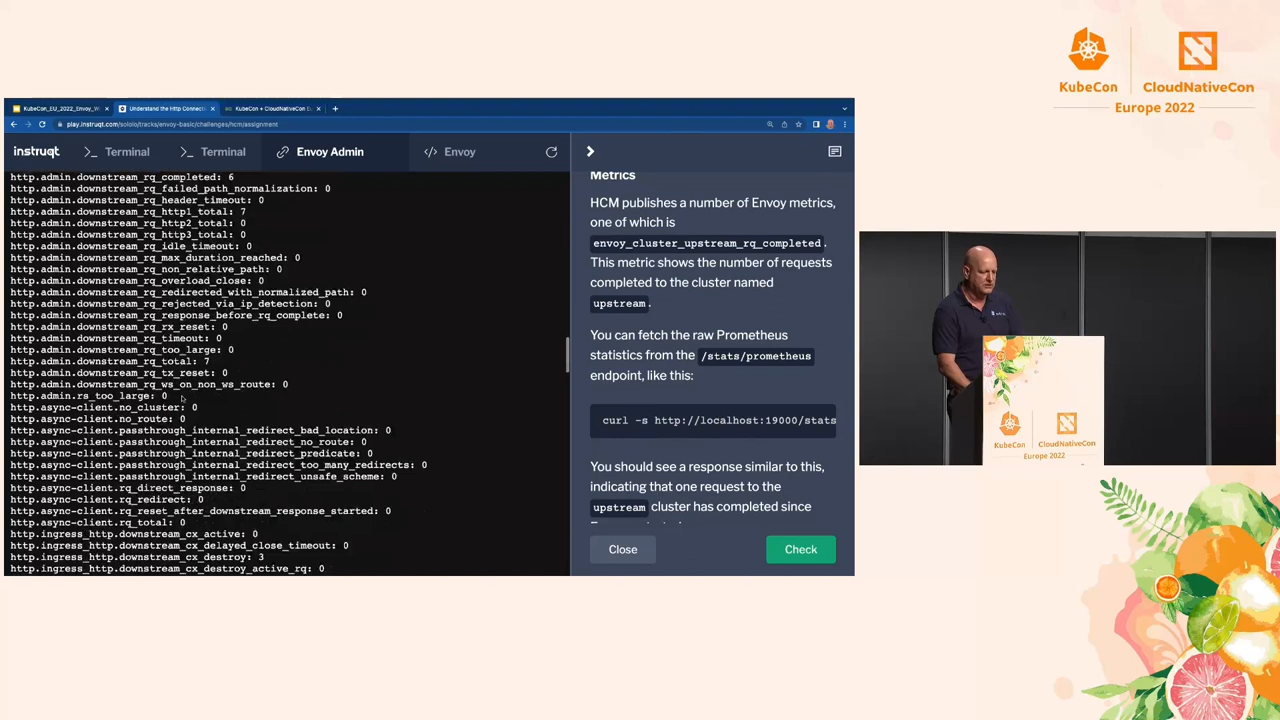 KubeCon
CloudNativeCon
Europe 2022
KubeCon_EU_2022_Envoy_W
Understand the Http Connec
KubeCon + CloudNativeCon E
play.instruqt.com/soloio/tracks/envoy-basic/challenges/hcm/assignment
instruqt
>_ Terminal
>_ Terminal
Envoy Admin
</> Envoy
http.admin.downstream_rq_completed: 6
http.admin.downstream_rq_failed_path_normalization: 0
http.admin.downstream_rq_header_timeout: 0
http.admin.downstream_rq_http1_total: 7
http.admin.downstream_rq_http2_total: 0
http.admin.downstream_rq_http3_total: 0
http.admin.downstream_rq_idle_timeout: 0
http.admin.downstream_rq_max_duration_reached: 0
http.admin.downstream_rq_non_relative_path: 0
http.admin.downstream_rq_overload_close: 0
http.admin.downstream_rq_redirected_with_normalized_path: 0
http.admin.downstream_rq_rejected_via_ip_detection: 0
http.admin.downstream_rq_response_before_rq_complete: 0
http.admin.downstream_rq_rx_reset: 0
http.admin.downstream_rq_timeout: 0
http.admin.downstream_rq_too_large: 0
http.admin.downstream_rq_total: 7
http.admin.downstream_rq_tx_reset: 0
http.admin.downstream_rq_ws_on_non_ws_route: 0
http.admin.rs_too_large: 0
http.async-client.no_cluster: 0
http.async-client.no_route: 0
http.async-client.passthrough_internal_redirect_bad_location: 0
http.async-client.passthrough_internal_redirect_no_route: 0
http.async-client.passthrough_internal_redirect_predicate: 0
http.async-client.passthrough_internal_redirect_too_many_redirects: 0
http.async-client.passthrough_internal_redirect_unsafe_scheme: 0
http.async-client.rq_direct_response: 0
http.async-client.rq_redirect: 0
http.async-client.rq_reset_after_downstream_response_started: 0
http.async-client.rq_total: 0
http.ingress_http.downstream_cx_active: 0
http.ingress_http.downstream_cx_delayed_close_timeout: 0
http.ingress_http.downstream_cx_destroy: 3
http.ingress_http.downstream_cx_destroy_active_rq: 0
Metrics
HCM publishes a number of Envoy metrics,
one of which is
envoy_cluster_upstream_rq_completed.
This metric shows the number of requests
completed to the cluster named
upstream.
You can fetch the raw Prometheus
statistics from the /stats/prometheus
endpoint, like this:
curl -s http://localhost:19000/stats
You should see a response similar to this,
indicating that one request to the
upstream cluster has completed since
Close
Check
KubeCon
CloudNativeCon
Europe 2022